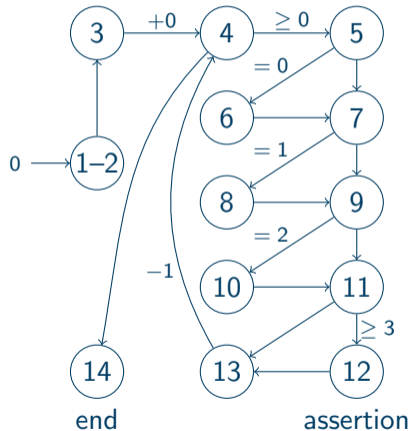 3 +0 4 ≥ 0 5
= 0
6 7
= 1
0 1–2
8 9
= 2
−1 10 11
≥ 3
14 13 12
end assertion